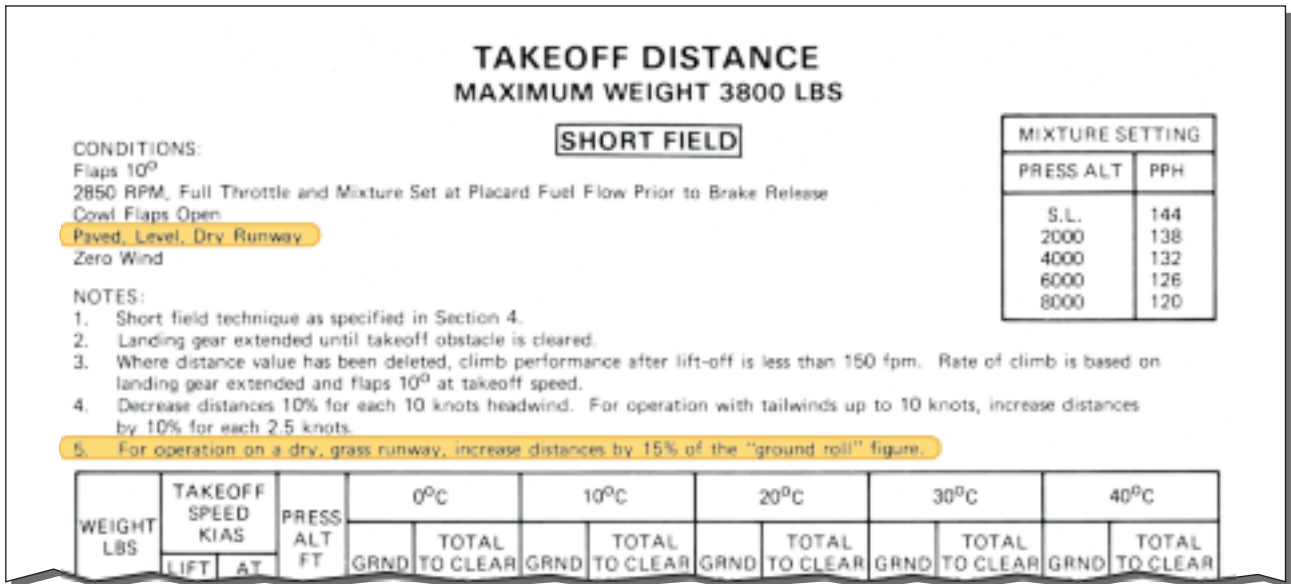 TAKEOFF DISTANCE
MAXIMUM WEIGHT 3800 LBS
SHORT FIELD
CONDITIONS:
Flaps 10⁰
2850 RPM, Full Throttle and Mixture Set at Placard Fuel Flow Prior to Brake Release
Cowl Flaps Open
Paved, Level, Dry Runway
Zero Wind
MIXTURE SETTING
PRESS ALT PPH
S.L. 144
2000 138
4000 132
6000 126
8000 120
NOTES:
1. Short field technique as specified in Section 4.
2. Landing gear extended until takeoff obstacle is cleared.
3. Where distance value has been deleted, climb performance after lift-off is less than 150 fpm. Rate of climb is based on
landing gear extended and flaps 10⁰ at takeoff speed.
4. Decrease distances 10% for each 10 knots headwind. For operation with tailwinds up to 10 knots, increase distances
by 10% for each 2.5 knots.
5. For operation on a dry, grass runway, increase distances by 15% of the "ground roll" figure.
WEIGHT LBS
TAKEOFF SPEED KIAS
LIFT AT
PRESS ALT FT
0⁰C 10⁰C 20⁰C 30⁰C 40⁰C
GRND TOTAL TO CLEAR GRND TOTAL TO CLEAR GRND TOTAL TO CLEAR GRND TOTAL TO CLEAR GRND TOTAL TO CLEAR